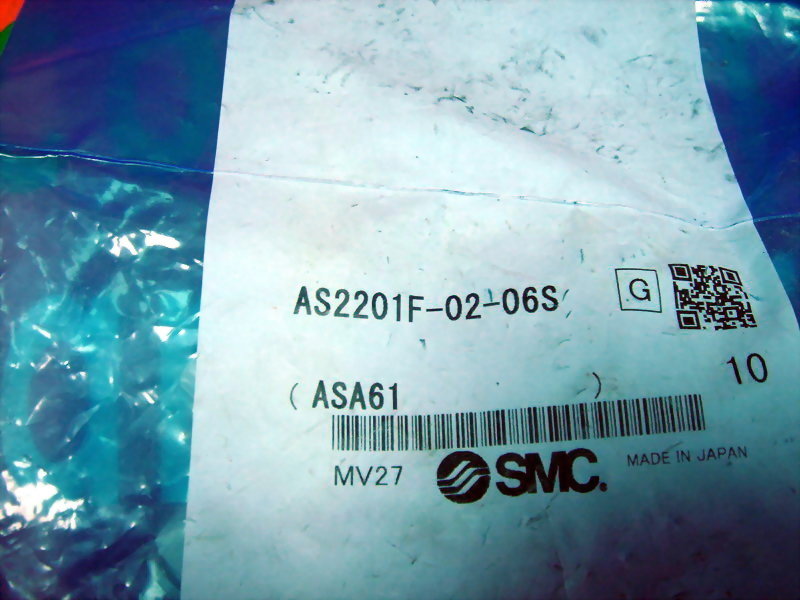 AS2201F-02-06S G
( ASA61 ) 10
MV27 SMC. MADE IN JAPAN